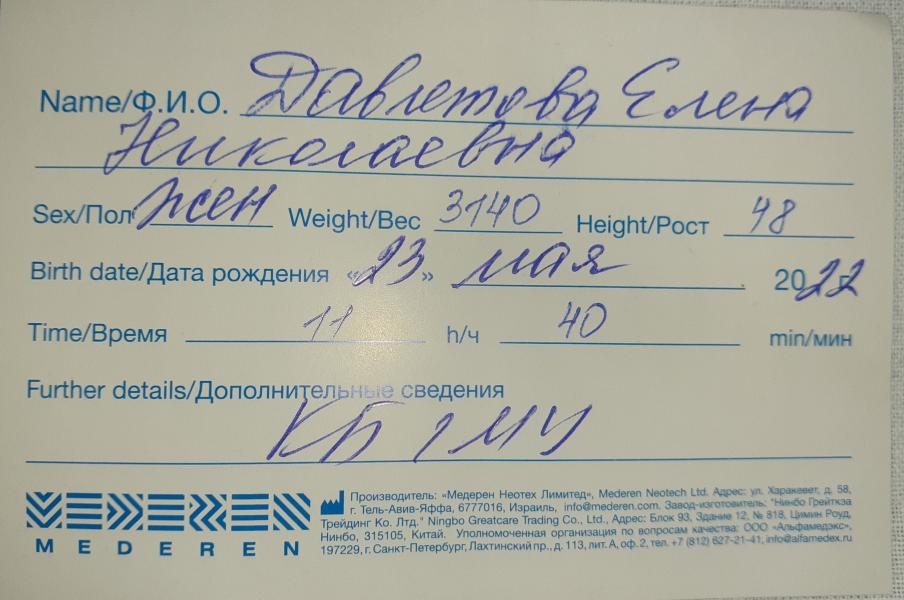 Name/Ф.И.О. Давлетова Елена
Николаевна
Sex/Пол жен Weight/Вес 3140 Height/Рост 48
Birth date/Дата рождения «23» мая. 2022
Time/Время 11 h/ч 40 min/мин
Further details/Дополнительные сведения
КБ 1 МУ
Производитель: «Медерен Неотех Лимитед», Mederen Neotech Ltd. Адрес: ул. Харакевет, д. 58,
г. Тель-Авив-Яффа, 6777016, Израиль, info@mederen.com. Завод-изготовитель: "Нинбо Грейткэа
Трейдинг Ко. Лтд." Ningbo Greatcare Trading Co., Ltd., Адрес: Блок 93, Здание 12, № 818, Цимин Роуд,
Нинбо, 315105, Китай. Уполномоченная организация по вопросам качества: ООО «Альфамедэкс»,
197229, г. Санкт-Петербург, Лахтинский пр., д. 113, лит. А, оф. 2, тел. +7 (812) 627-21-41, info@alfamedex.ru
MEDEREN